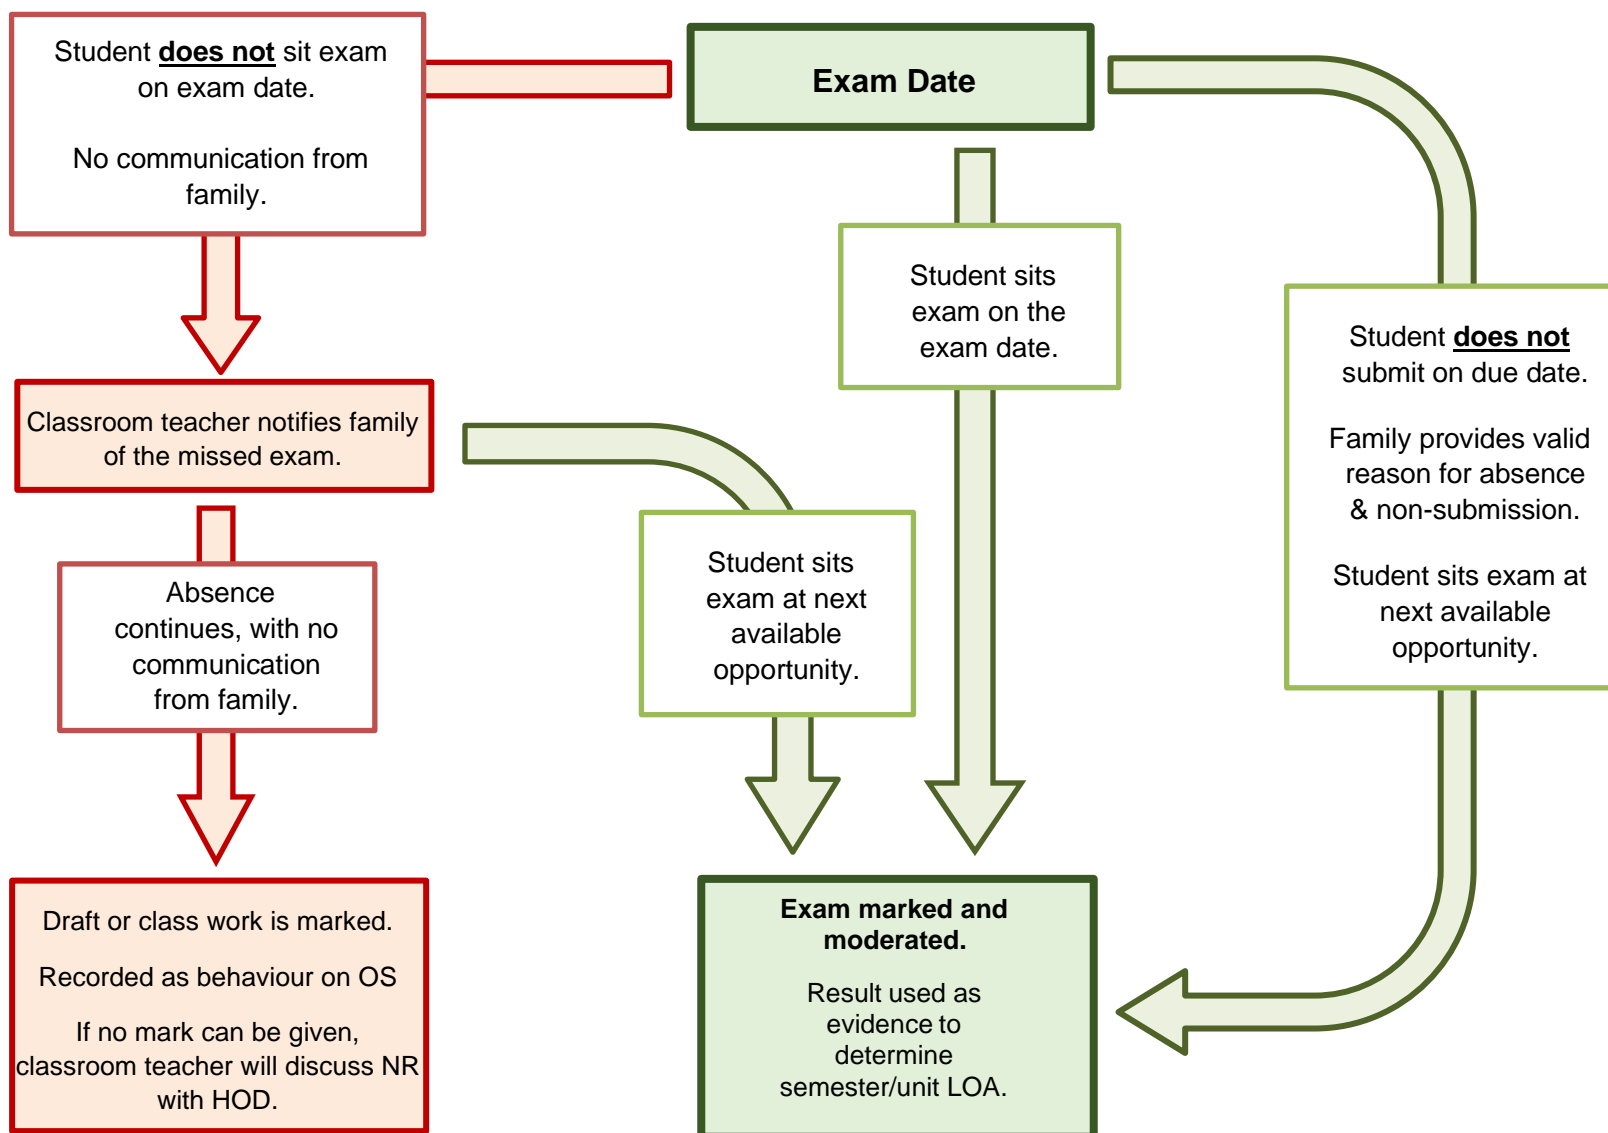 Student does not sit exam
on exam date.
No communication from
family.
Exam Date
Student sits
exam on the
exam date.
Student does not
submit on due date.
Family provides valid
reason for absence
& non-submission.
Student sits exam at
next available
opportunity.
Classroom teacher notifies family
of the missed exam.
Absence
continues, with no
communication
from family.
Student sits
exam at next
available
opportunity.
Draft or class work is marked.
Recorded as behaviour on OS
If no mark can be given,
classroom teacher will discuss NR
with HOD.
Exam marked and
moderated.
Result used as
evidence to
determine
semester/unit LOA.